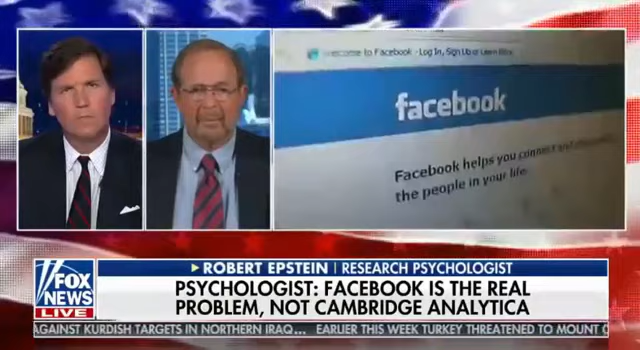 Welcome to Facebook - Log In, Sign Up or Learn More
facebook
Facebook helps you connect and
the people in your life.
ROBERT EPSTEIN | RESEARCH PSYCHOLOGIST
PSYCHOLOGIST: FACEBOOK IS THE REAL
PROBLEM, NOT CAMBRIDGE ANALYTICA
FOX
NEWS
LIVE
AGAINST KURDISH TARGETS IN NORTHERN IRAQ... EARLIER THIS WEEK TURKEY THREATENED TO MOUNT